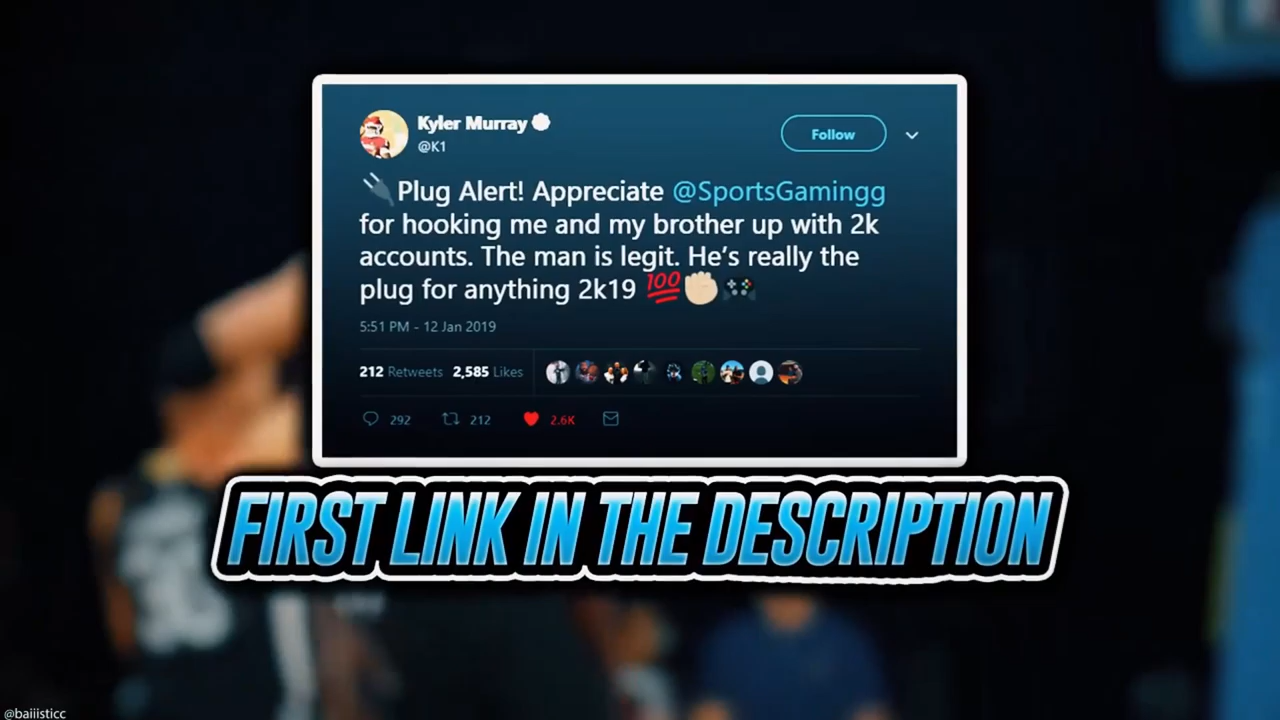 Kyler Murray
@K1
Follow
🔌Plug Alert! Appreciate @SportsGamingg
for hooking me and my brother up with 2k
accounts. The man is legit. He's really the
plug for anything 2k19 💯✊🏼🎮
5:51 PM - 12 Jan 2019
212 Retweets 2,585 Likes
292 212 2.6K
FIRST LINK IN THE DESCRIPTION
@baiiisticc